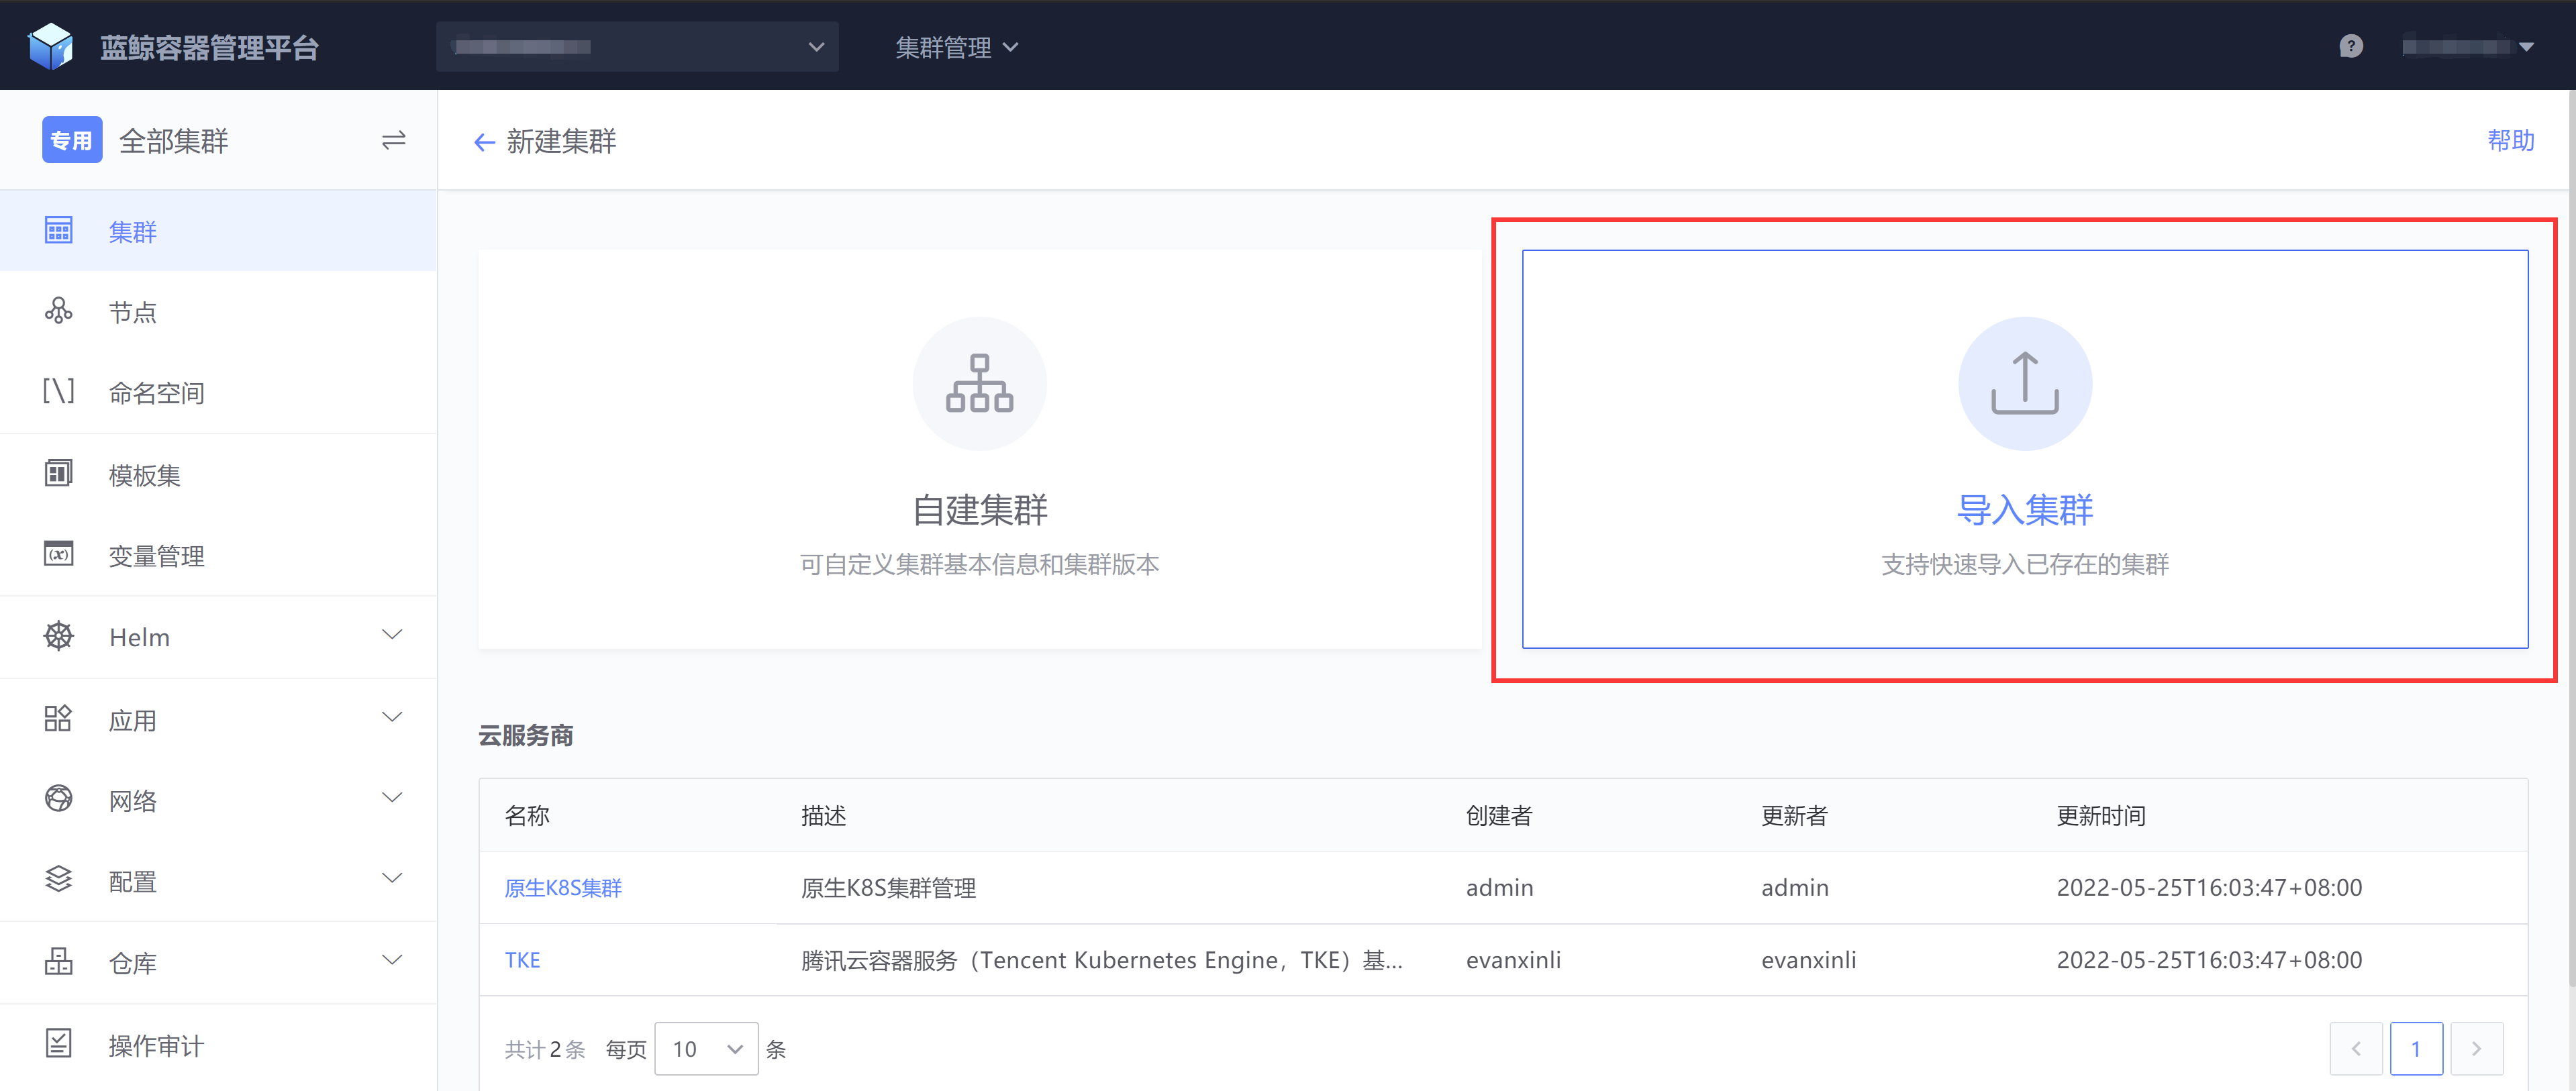 蓝鲸容器管理平台
集群管理
专用 全部集群
集群
节点
命名空间
模板集
变量管理
Helm
应用
网络
配置
仓库
操作审计
新建集群
帮助
自建集群
可自定义集群基本信息和集群版本
导入集群
支持快速导入已存在的集群
云服务商
名称 描述 创建者 更新者 更新时间
原生K8S集群 原生K8S集群管理 admin admin 2022-05-25T16:03:47+08:00
TKE 腾讯云容器服务（Tencent Kubernetes Engine，TKE）基... evanxinli evanxinli 2022-05-25T16:03:47+08:00
共计 2 条 每页 10 条 1